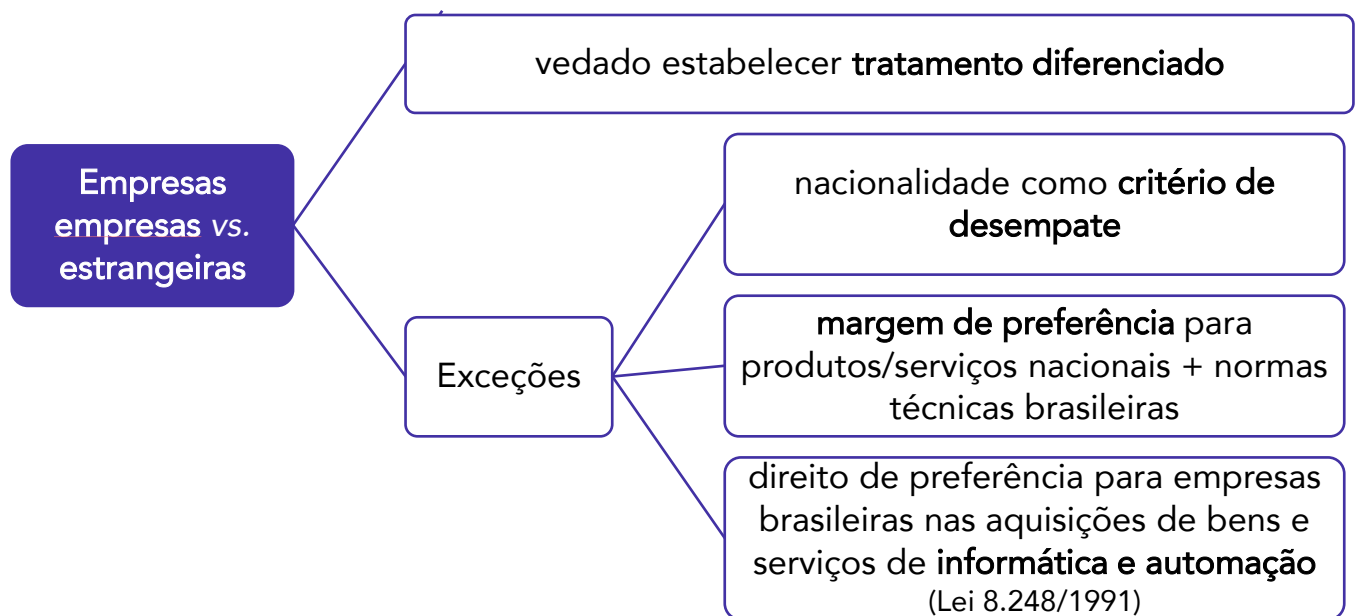 vedado estabelecer tratamento diferenciado
Empresas
empresas vs.
estrangeiras
nacionalidade como critério de
desempate
Exceções
margem de preferência para
produtos/serviços nacionais + normas
técnicas brasileiras
direito de preferência para empresas
brasileiras nas aquisições de bens e
serviços de informática e automação
(Lei 8.248/1991)